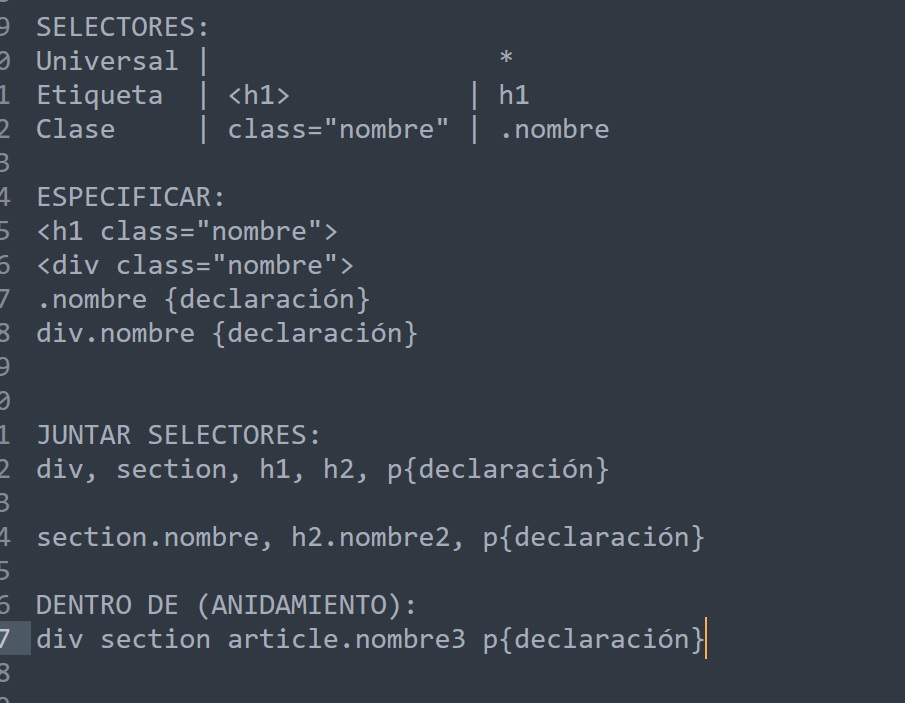 9 SELECTORES:
0 Universal |                  *
1 Etiqueta  | <h1>           | h1
2 Clase     | class="nombre" | .nombre
3
4 ESPECIFICAR:
5 <h1 class="nombre">
6 <div class="nombre">
7 .nombre {declaración}
8 div.nombre {declaración}
9
0
1 JUNTAR SELECTORES:
2 div, section, h1, h2, p{declaración}
3
4 section.nombre, h2.nombre2, p{declaración}
5
6 DENTRO DE (ANIDAMIENTO):
7 div section article.nombre3 p{declaración}
8